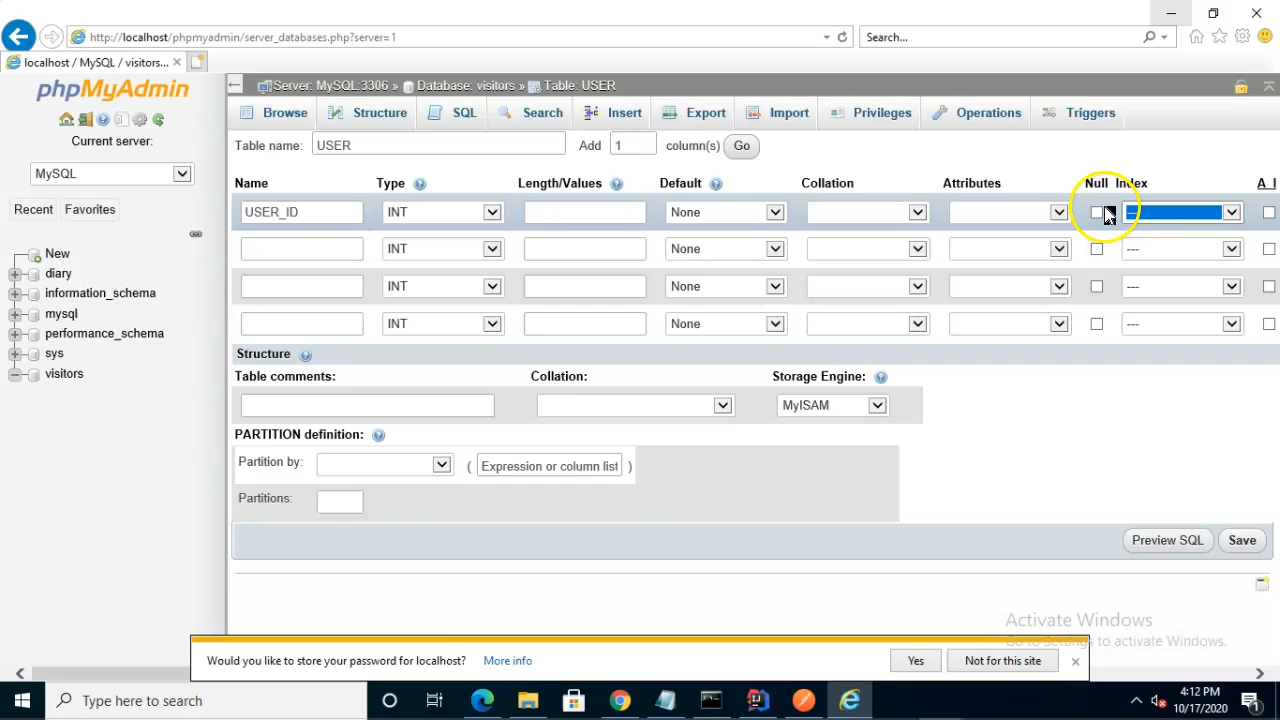 http://localhost/phpmyadmin/server_databases.php?server=1
Search...
localhost / MySQL / visitors...
phpMyAdmin
Current server:
MySQL
Recent
Favorites
New
diary
information_schema
mysql
performance_schema
sys
visitors
Server: MySQL:3306 » Database: visitors » Table: USER
Browse
Structure
SQL
Search
Insert
Export
Import
Privileges
Operations
Triggers
Table name: USER Add 1 column(s) Go
Name Type Length/Values Default Collation Attributes Null Index A_I
USER_ID INT None ---
INT None ---
INT None ---
INT None ---
Structure
Table comments: Collation: Storage Engine:
MyISAM
PARTITION definition:
Partition by: ( Expression or column list )
Partitions:
Preview SQL Save
Activate Windows
Go to Settings to activate Windows.
Would you like to store your password for localhost? More info Yes Not for this site
Type here to search
4:12 PM
10/17/2020
1